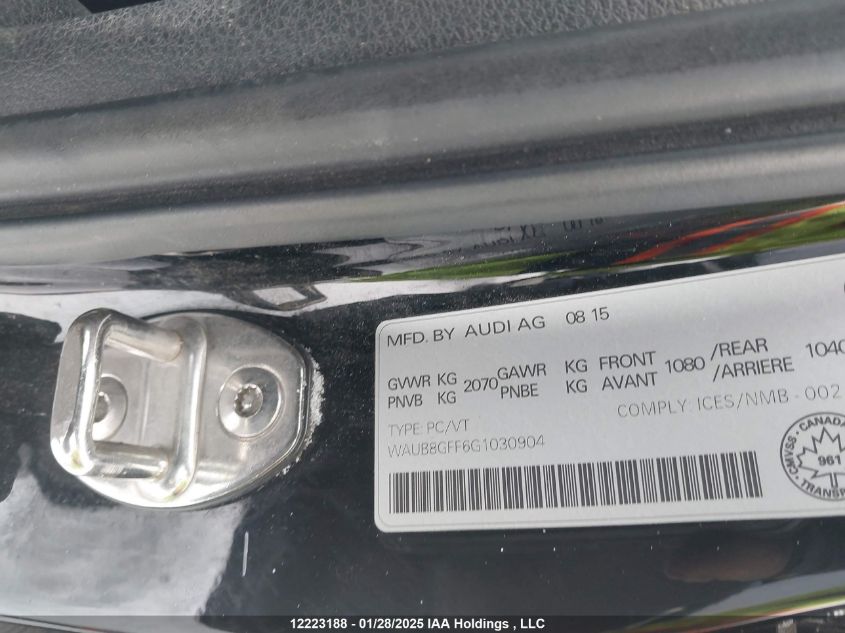 MFD. BY AUDI AG 08 15
GVWR KG 2070 GAWR KG FRONT 1080 /REAR 1040
PNVB KG PNBE KG AVANT /ARRIERE
COMPLY: ICES/NMB - 002
TYPE: PC/VT
WAUB8GFF6G1030904
CMVSS · CANADA
961
TRANSP
12223188 - 01/28/2025 IAA Holdings , LLC